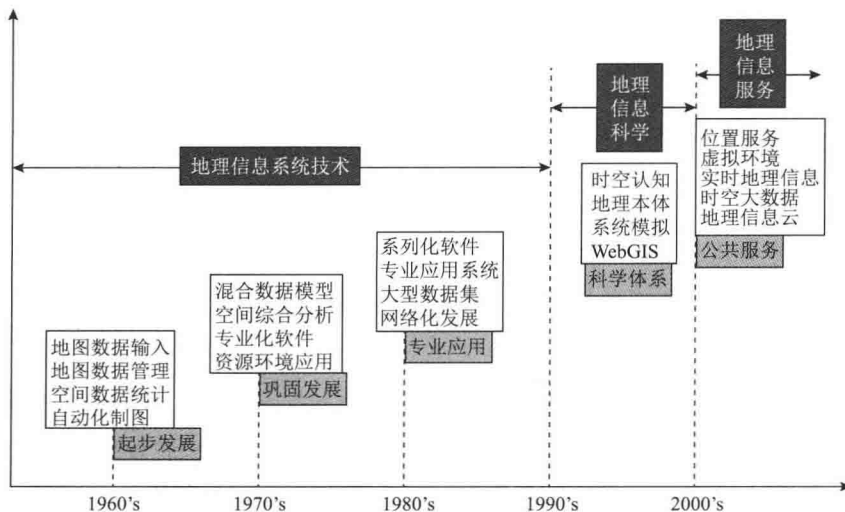 地理
信息
服务
地理
信息
科学
地理信息系统技术
位置服务
虚拟环境
实时地理信息
时空大数据
地理信息云
公共服务
时空认知
地理本体
系统模拟
WebGIS
科学体系
系列化软件
专业应用系统
大型数据集
网络化发展
专业应用
混合数据模型
空间综合分析
专业化软件
资源环境应用
巩固发展
地图数据输入
地图数据管理
空间数据统计
自动化制图
起步发展
1960's
1970's
1980's
1990's
2000's